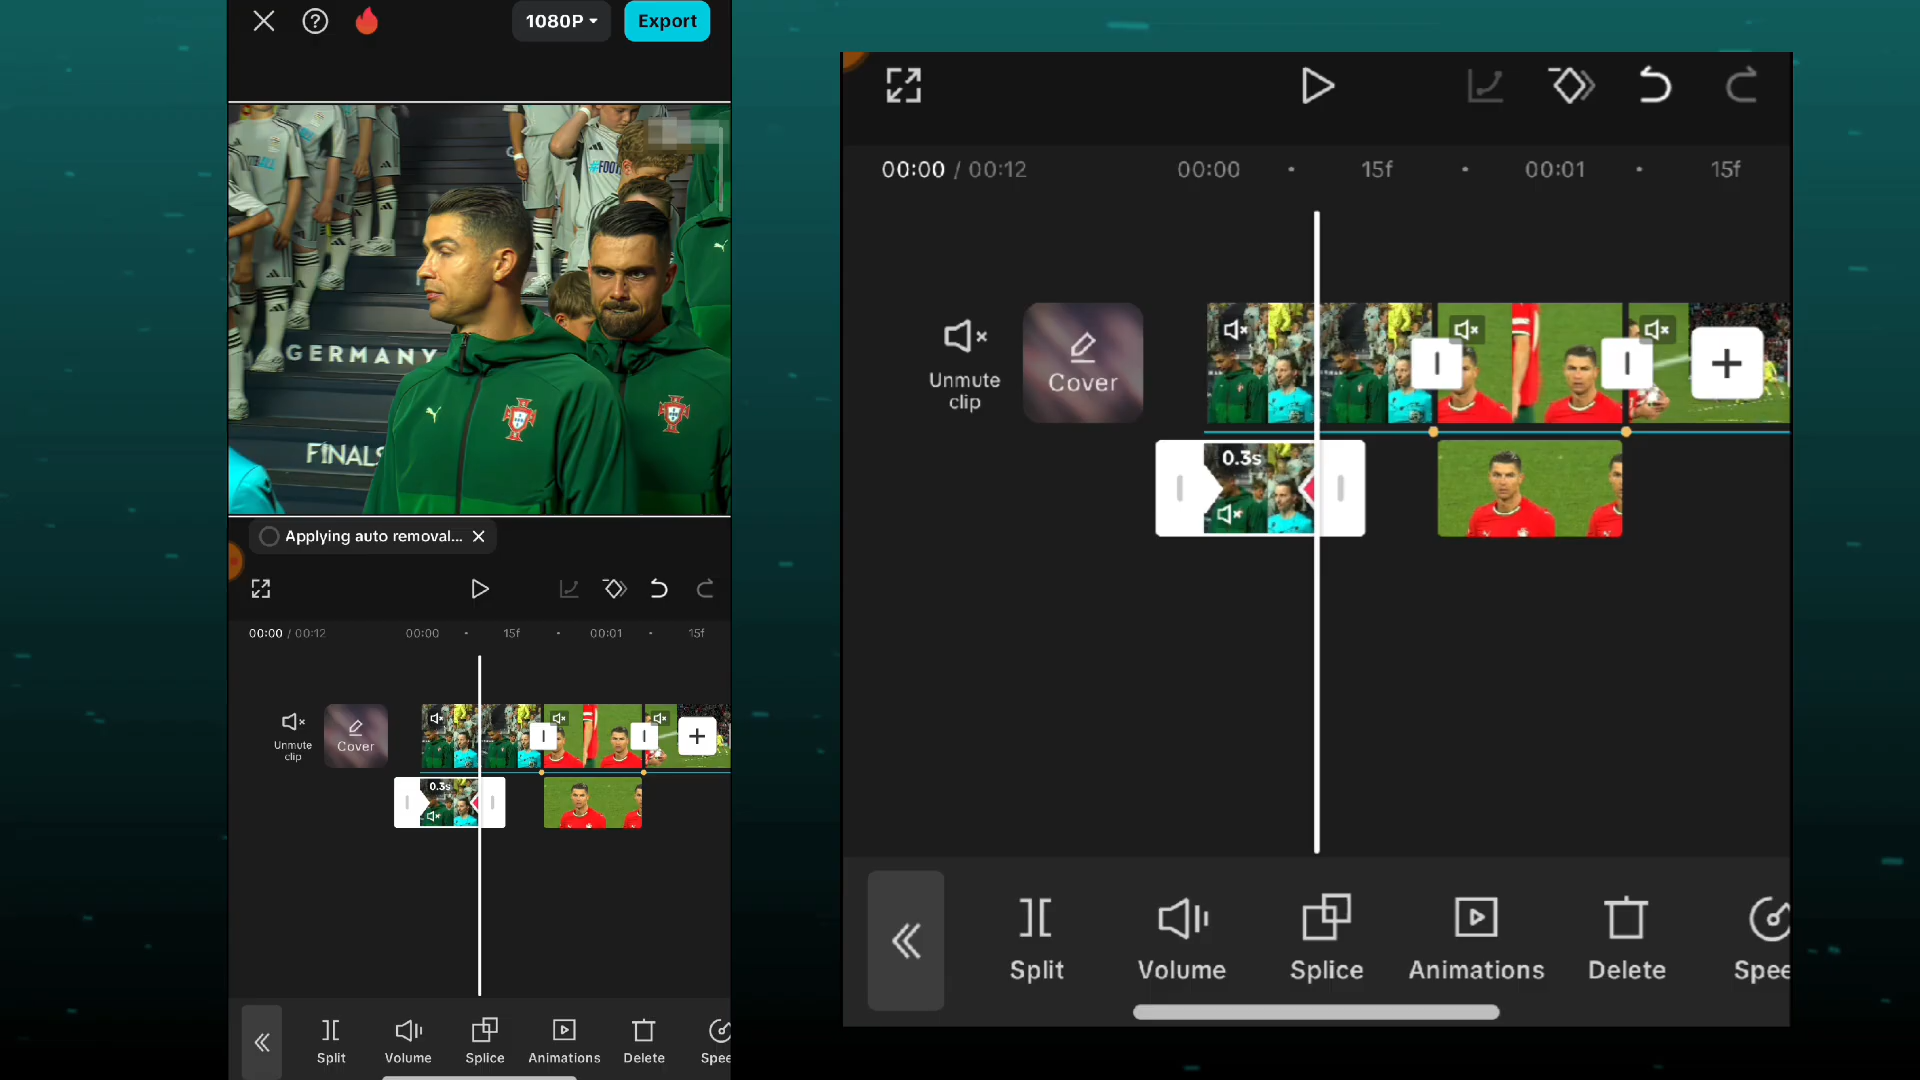 1080P
Export
#FOOT
GERMANY
FINALS
Applying auto removal...
00:00 / 00:12
00:00
15f
00:01
15f
Unmute
clip
Cover
0.3s
Split
Volume
Splice
Animations
Delete
Spee
00:00 / 00:12
00:00
15f
00:01
15f
Unmute
clip
Cover
0.3s
Split
Volume
Splice
Animations
Delete
Spee